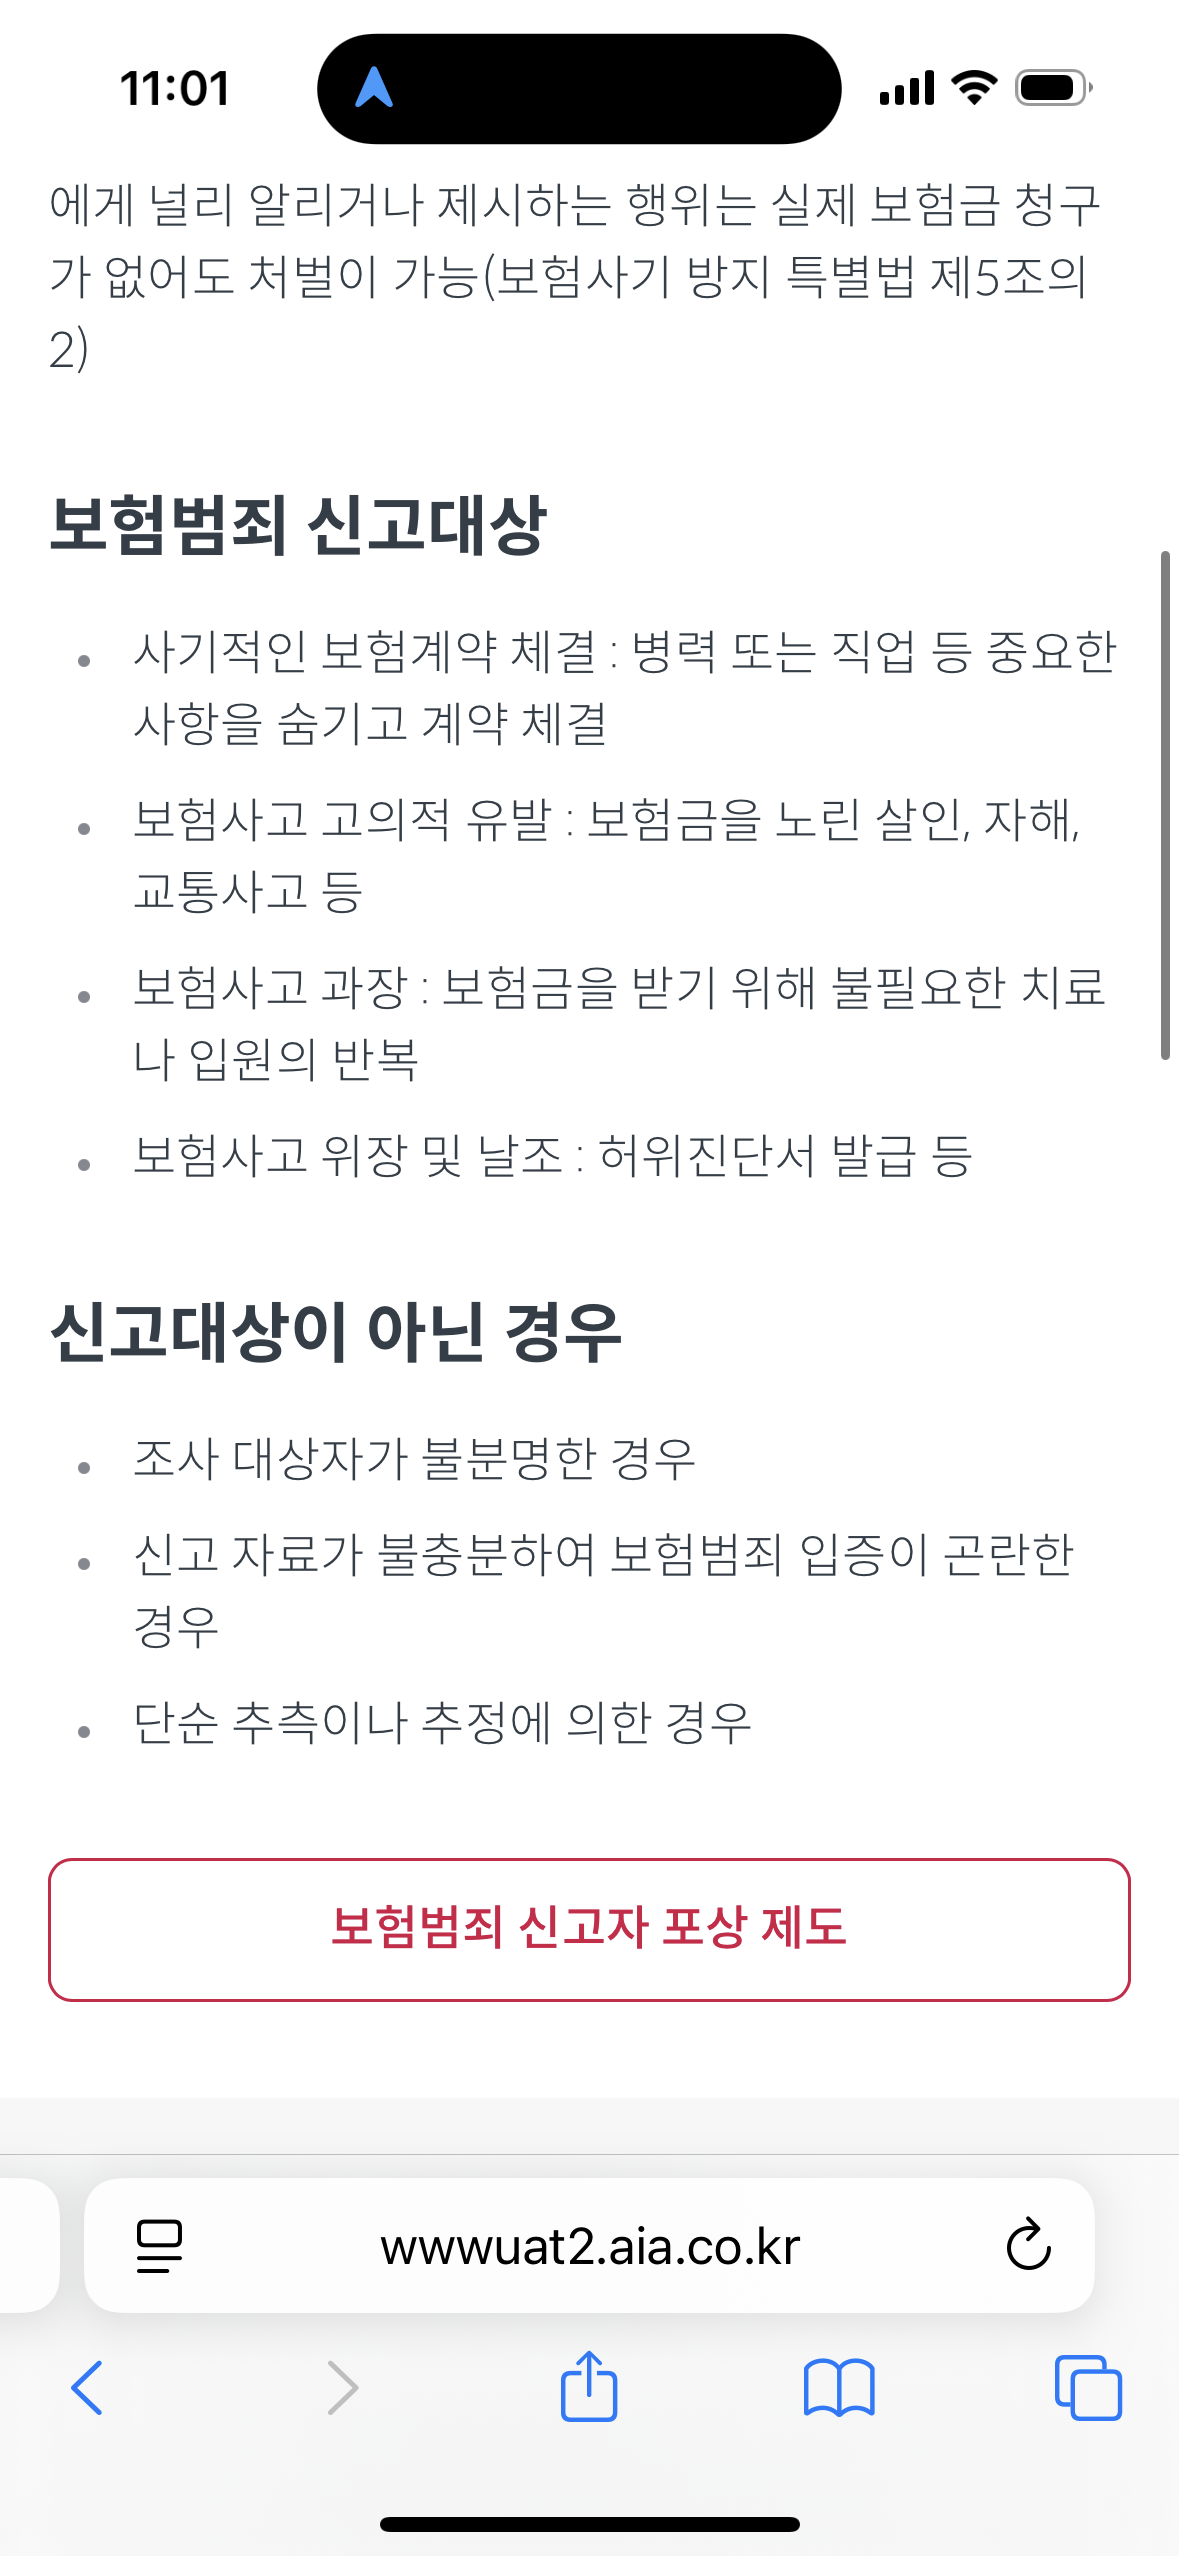 11:01
에게 널리 알리거나 제시하는 행위는 실제 보험금 청구
가 없어도 처벌이 가능(보험사기 방지 특별법 제5조의
2)
보험범죄 신고대상
사기적인 보험계약 체결 : 병력 또는 직업 등 중요한
사항을 숨기고 계약 체결
보험사고 고의적 유발 : 보험금을 노린 살인, 자해,
교통사고 등
보험사고 과장 : 보험금을 받기 위해 불필요한 치료
나 입원의 반복
보험사고 위장 및 날조 : 허위진단서 발급 등
신고대상이 아닌 경우
조사 대상자가 불분명한 경우
신고 자료가 불충분하여 보험범죄 입증이 곤란한
경우
단순 추측이나 추정에 의한 경우
보험범죄 신고자 포상 제도
wwwuat2.aia.co.kr